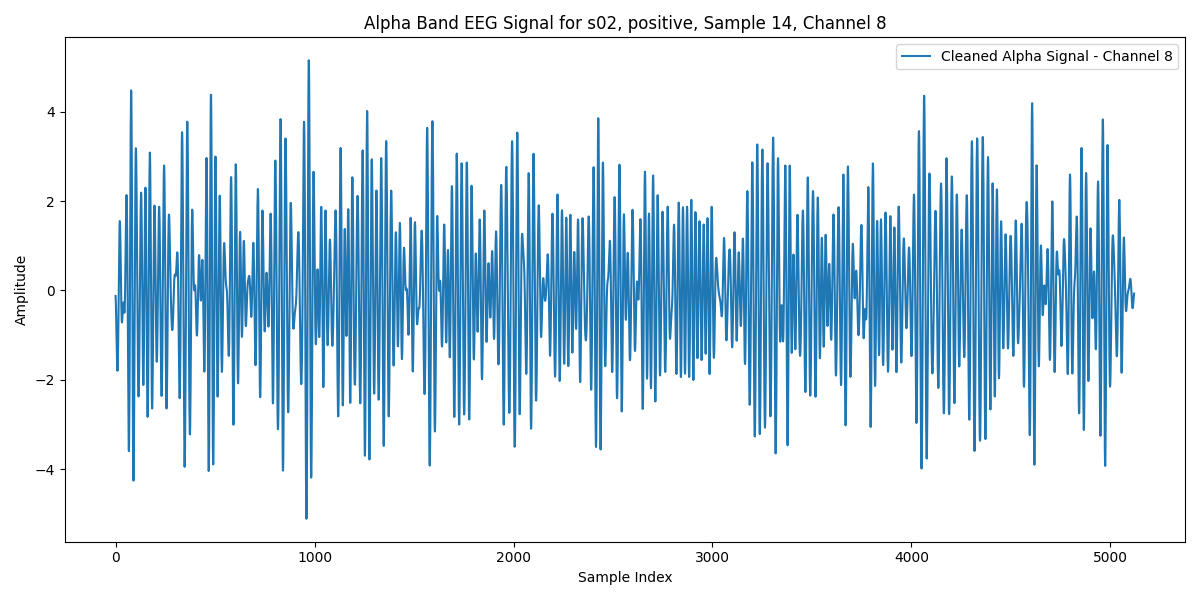 Alpha Band EEG Signal for s02, positive, Sample 14, Channel 8
Cleaned Alpha Signal - Channel 8
Amplitude
4
2
0
−2
−4
0 1000 2000 3000 4000 5000
Sample Index